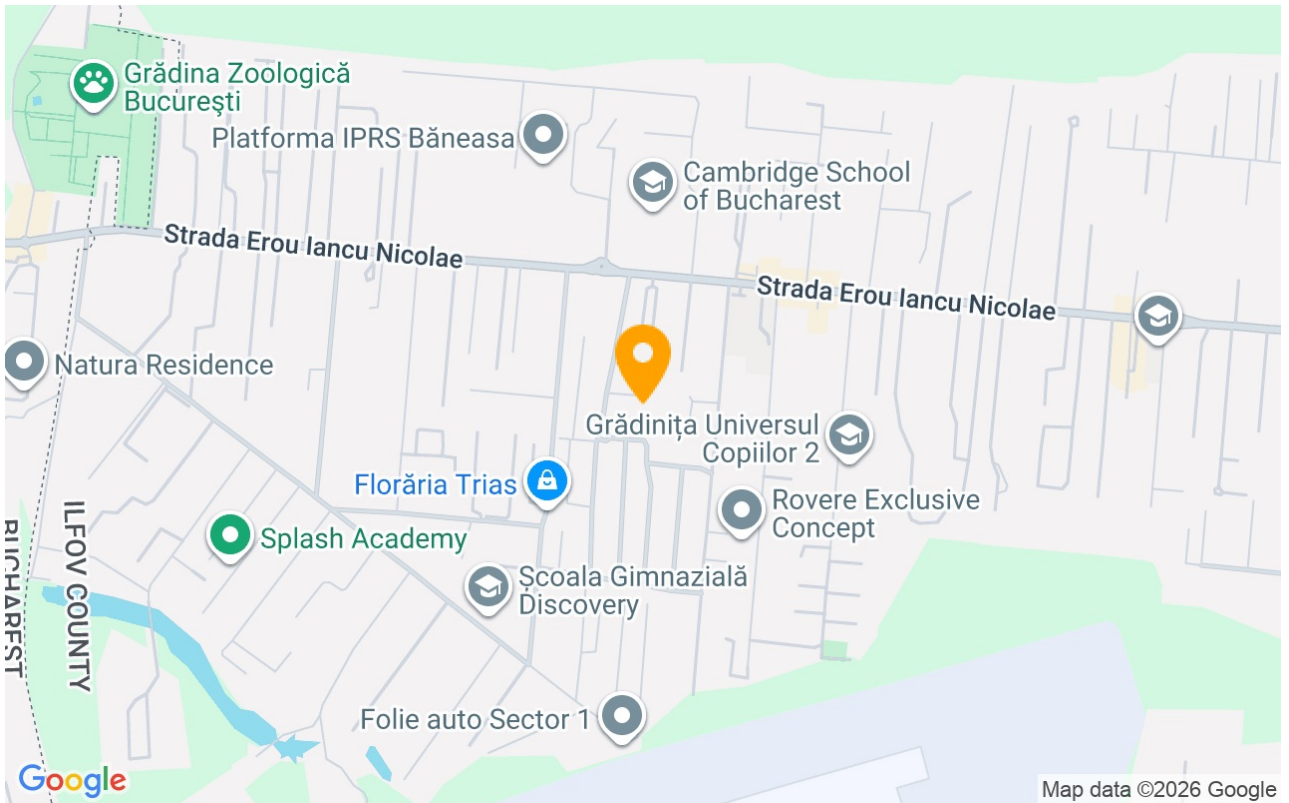 Grădina Zoologică
București
Platforma IPRS Băneasa
Cambridge School
of Bucharest
Strada Erou Iancu Nicolae
Strada Erou Iancu Nicolae
Natura Residence
Grădinița Universul
Copiilor 2
Florăria Trias
Rovere Exclusive
Concept
Splash Academy
ILFOV COUNTY
BUCHAREST
Școala Gimnazială
Discovery
Folie auto Sector 1
Google
Map data ©2026 Google